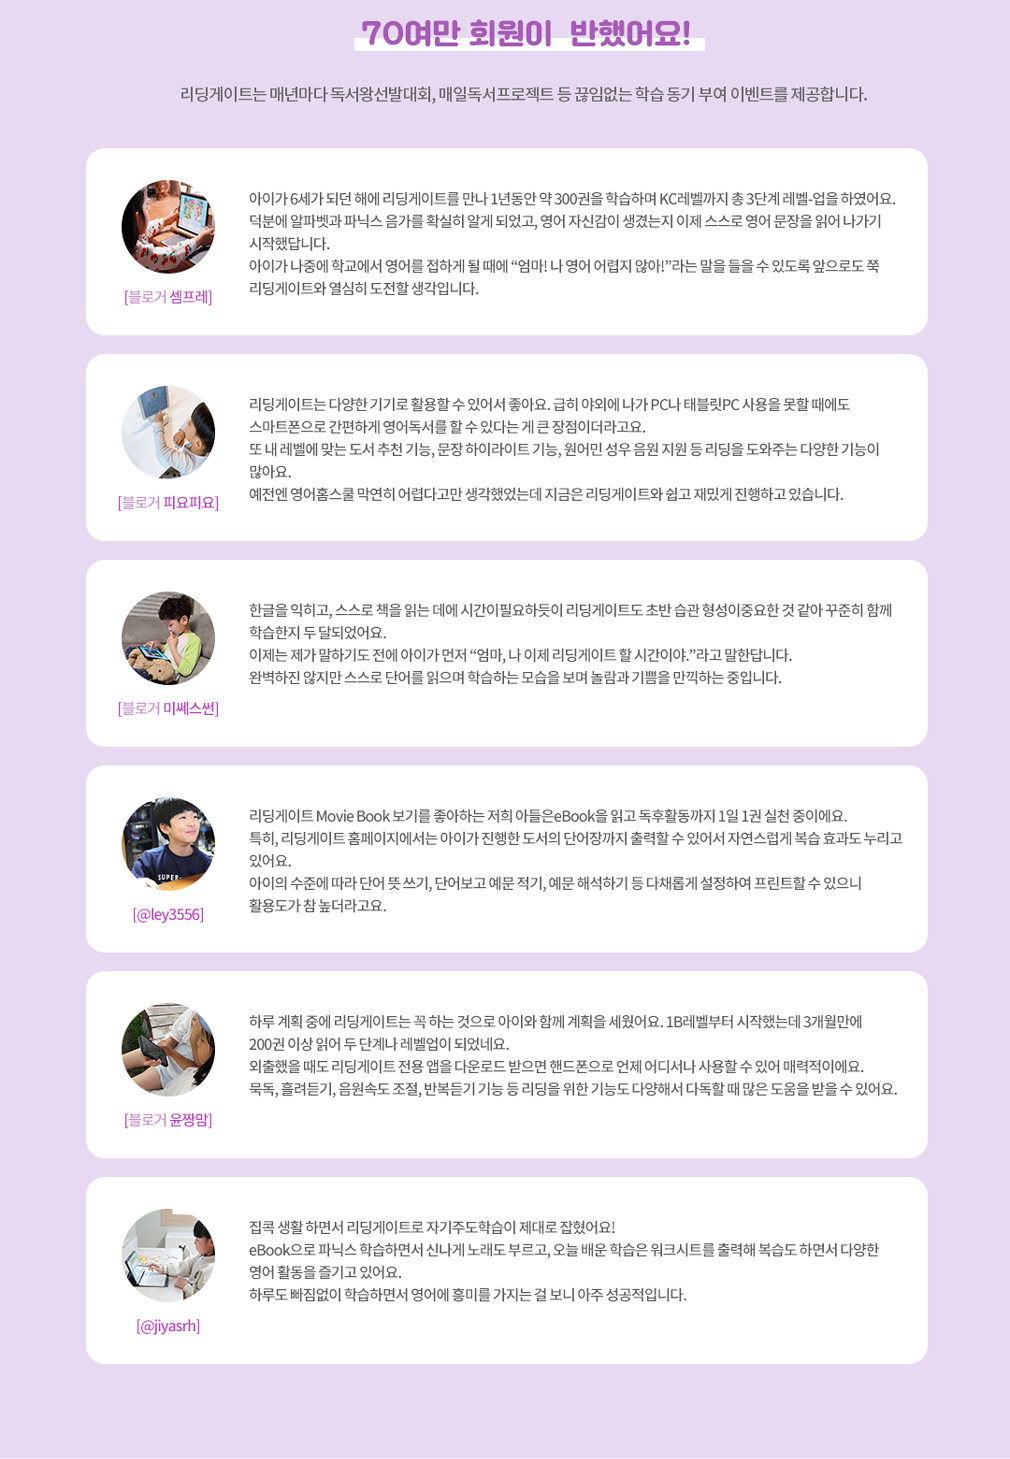 70여만 회원이 반했어요!
리딩게이트는 매년마다 독서왕선발대회, 매일독서프로젝트 등 끊임없는 학습 동기 부여 이벤트를 제공합니다.
아이가 6세가 되던 해에 리딩게이트를 만나 1년동안 약 300권을 학습하며 KC레벨까지 총 3단계 레벨-업을 하였어요.
덕분에 알파벳과 파닉스 음가를 확실히 알게 되었고, 영어 자신감이 생겼는지 이제 스스로 영어 문장을 읽어 나가기
시작했답니다.
아이가 나중에 학교에서 영어를 접하게 될 때에 “엄마! 나 영어 어렵지 않아!”라는 말을 들을 수 있도록 앞으로도 쭉
리딩게이트와 열심히 도전할 생각입니다.
[블로거 셈프레]
리딩게이트는 다양한 기기로 활용할 수 있어서 좋아요. 급히 야외에 나가 PC나 태블릿PC 사용을 못할 때에도
스마트폰으로 간편하게 영어독서를 할 수 있다는 게 큰 장점이더라고요.
또 내 레벨에 맞는 도서 추천 기능, 문장 하이라이트 기능, 원어민 성우 음원 지원 등 리딩을 도와주는 다양한 기능이
많아요.
예전엔 영어홈스쿨 막연히 어렵다고만 생각했었는데 지금은 리딩게이트와 쉽고 재밌게 진행하고 있습니다.
[블로거 피요피요]
한글을 익히고, 스스로 책을 읽는 데에 시간이필요하듯이 리딩게이트도 초반 습관 형성이중요한 것 같아 꾸준히 함께
학습한지 두 달되었어요.
이제는 제가 말하기도 전에 아이가 먼저 “엄마, 나 이제 리딩게이트 할 시간이야.”라고 말한답니다.
완벽하진 않지만 스스로 단어를 읽으며 학습하는 모습을 보며 놀람과 기쁨을 만끽하는 중입니다.
[블로거 미쎄스썬]
리딩게이트 Movie Book 보기를 좋아하는 저희 아들은eBook을 읽고 독후활동까지 1일 1권 실천 중이에요.
특히, 리딩게이트 홈페이지에서는 아이가 진행한 도서의 단어장까지 출력할 수 있어서 자연스럽게 복습 효과도 누리고
있어요.
아이의 수준에 따라 단어 뜻 쓰기, 단어보고 예문 적기, 예문 해석하기 등 다채롭게 설정하여 프린트할 수 있으니
활용도가 참 높더라고요.
SUPER-
[@ley3556]
하루 계획 중에 리딩게이트는 꼭 하는 것으로 아이와 함께 계획을 세웠어요. 1B레벨부터 시작했는데 3개월만에
200권 이상 읽어 두 단계나 레벨업이 되었네요.
외출했을 때도 리딩게이트 전용 앱을 다운로드 받으면 핸드폰으로 언제 어디서나 사용할 수 있어 매력적이에요.
묵독, 흘려듣기, 음원속도 조절, 반복듣기 기능 등 리딩을 위한 기능도 다양해서 다독할 때 많은 도움을 받을 수 있어요.
[블로거 윤짱맘]
집콕 생활 하면서 리딩게이트로 자기주도학습이 제대로 잡혔어요!
eBook으로 파닉스 학습하면서 신나게 노래도 부르고, 오늘 배운 학습은 워크시트를 출력해 복습도 하면서 다양한
영어 활동을 즐기고 있어요.
하루도 빠짐없이 학습하면서 영어에 흥미를 가지는 걸 보니 아주 성공적입니다.
[@jiyasrh]